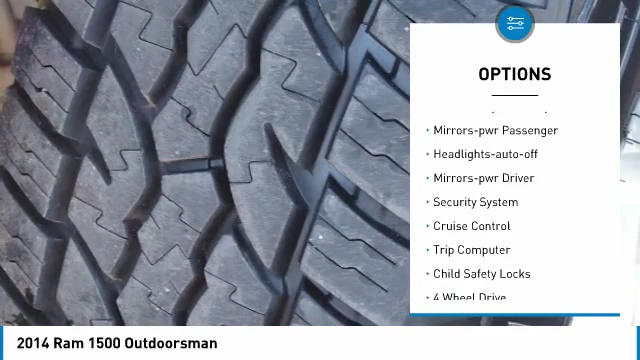 OPTIONS
Mirrors-pwr Passenger
Headlights-auto-off
Mirrors-pwr Driver
Security System
Cruise Control
Trip Computer
Child Safety Locks
4 Wheel Drive
2014 Ram 1500 Outdoorsman